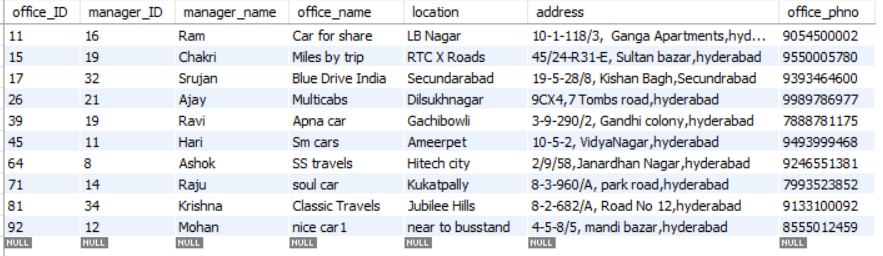 office_ID manager_ID manager_name office_name location address office_phno
11 16 Ram Car for share LB Nagar 10-1-118/3,  Ganga Apartments,hyd... 9054500002
15 19 Chakri Miles by trip RTC X Roads 45/24-R31-E, Sultan bazar,hyderabad 9550005780
17 32 Srujan Blue Drive India Secundarabad 19-5-28/8, Kishan Bagh,Secundrabad 9393464600
26 21 Ajay Multicabs Dilsukhnagar 9CX4,7 Tombs road,hyderabad 9989786977
39 19 Ravi Apna car Gachibowli 3-9-290/2, Gandhi colony,hyderabad 7888781175
45 11 Hari Sm cars Ameerpet 10-5-2, VidyaNagar,hyderabad 9493999468
64 8 Ashok SS travels Hitech city 2/9/58,Janardhan Nagar,hyderabad 9246551381
71 14 Raju soul car Kukatpally 8-3-960/A, park road,hyderabad 7993523852
81 34 Krishna Classic Travels Jubilee Hills 8-2-682/A, Road No 12,hyderabad 9133100092
92 12 Mohan nice car1 near to busstand 4-5-8/5, mandi bazar,hyderabad 8555012459
NULL NULL NULL NULL NULL NULL NULL